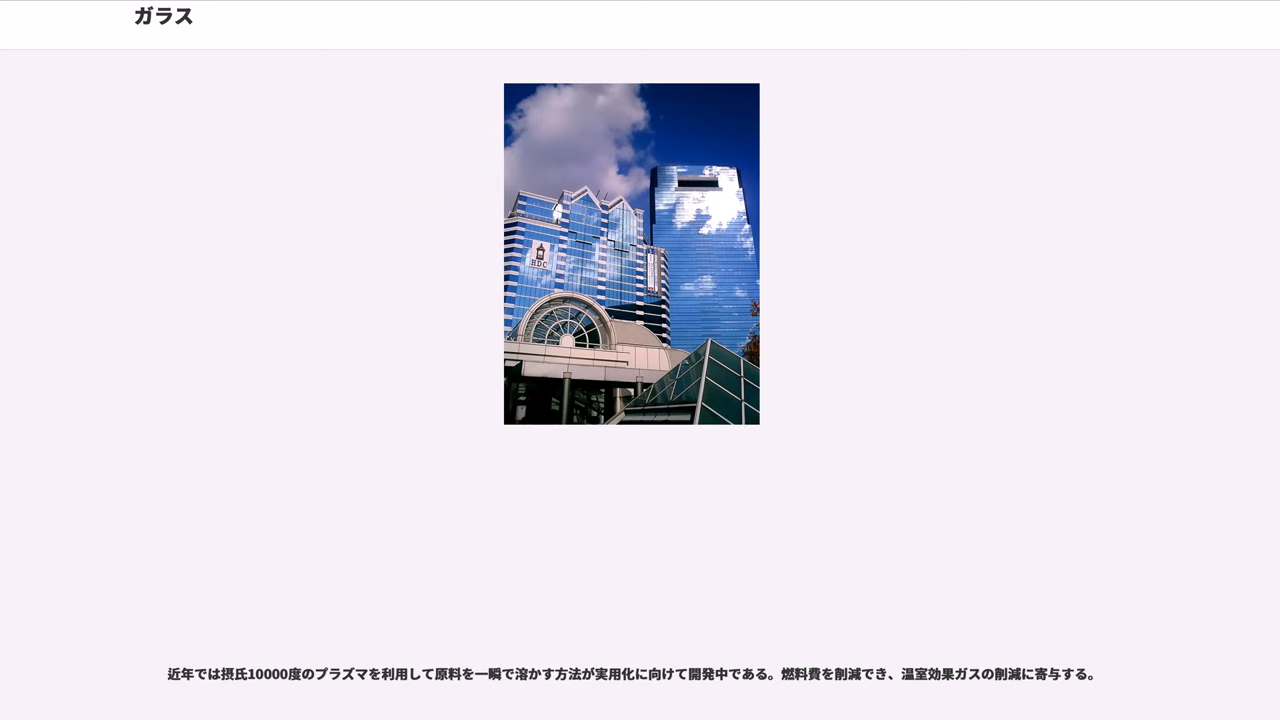 ガラス
HDC
近年では摂氏10000度のプラズマを利用して原料を一瞬で溶かす方法が実用化に向けて開発中である。燃料費を削減でき、温室効果ガスの削減に寄与する。